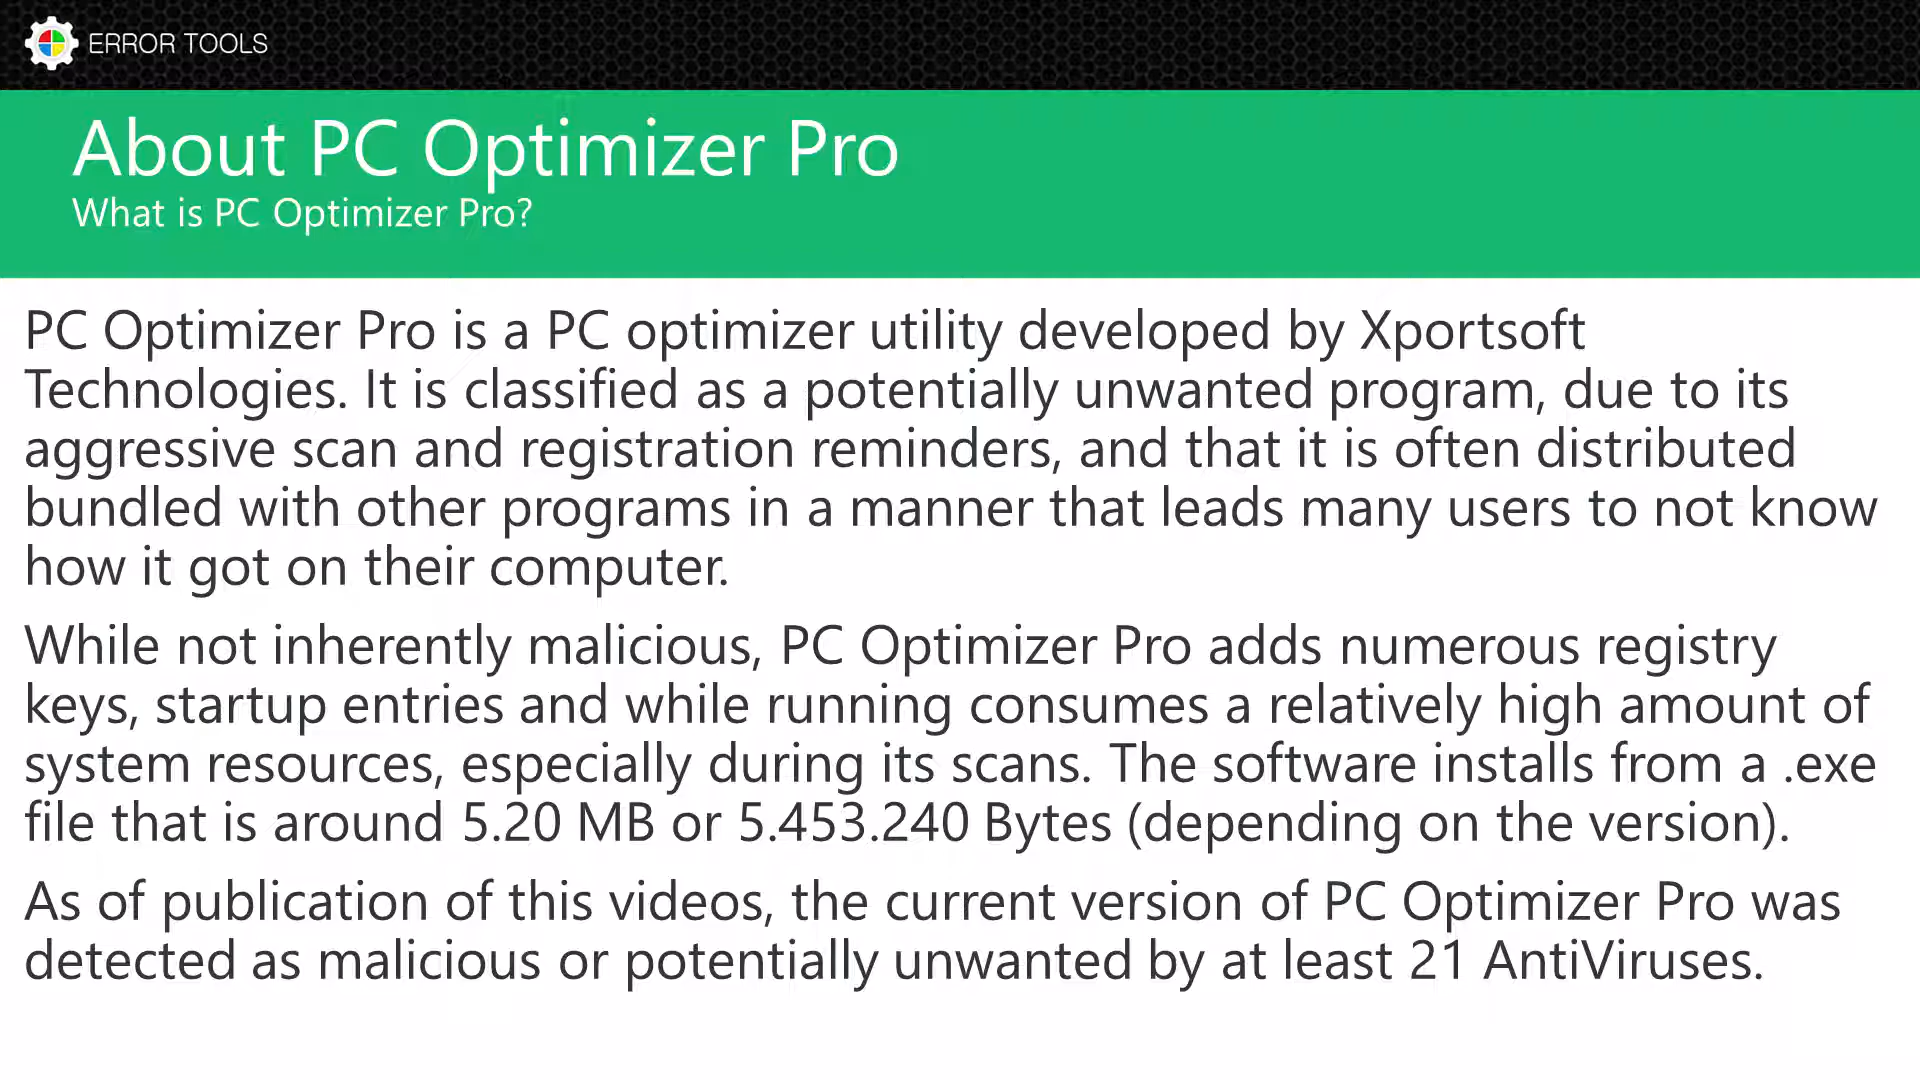 ERROR TOOLS
About PC Optimizer Pro
What is PC Optimizer Pro?
PC Optimizer Pro is a PC optimizer utility developed by Xportsoft
Technologies. It is classified as a potentially unwanted program, due to its
aggressive scan and registration reminders, and that it is often distributed
bundled with other programs in a manner that leads many users to not know
how it got on their computer.
While not inherently malicious, PC Optimizer Pro adds numerous registry
keys, startup entries and while running consumes a relatively high amount of
system resources, especially during its scans. The software installs from a .exe
file that is around 5.20 MB or 5.453.240 Bytes (depending on the version).
As of publication of this videos, the current version of PC Optimizer Pro was
detected as malicious or potentially unwanted by at least 21 AntiViruses.